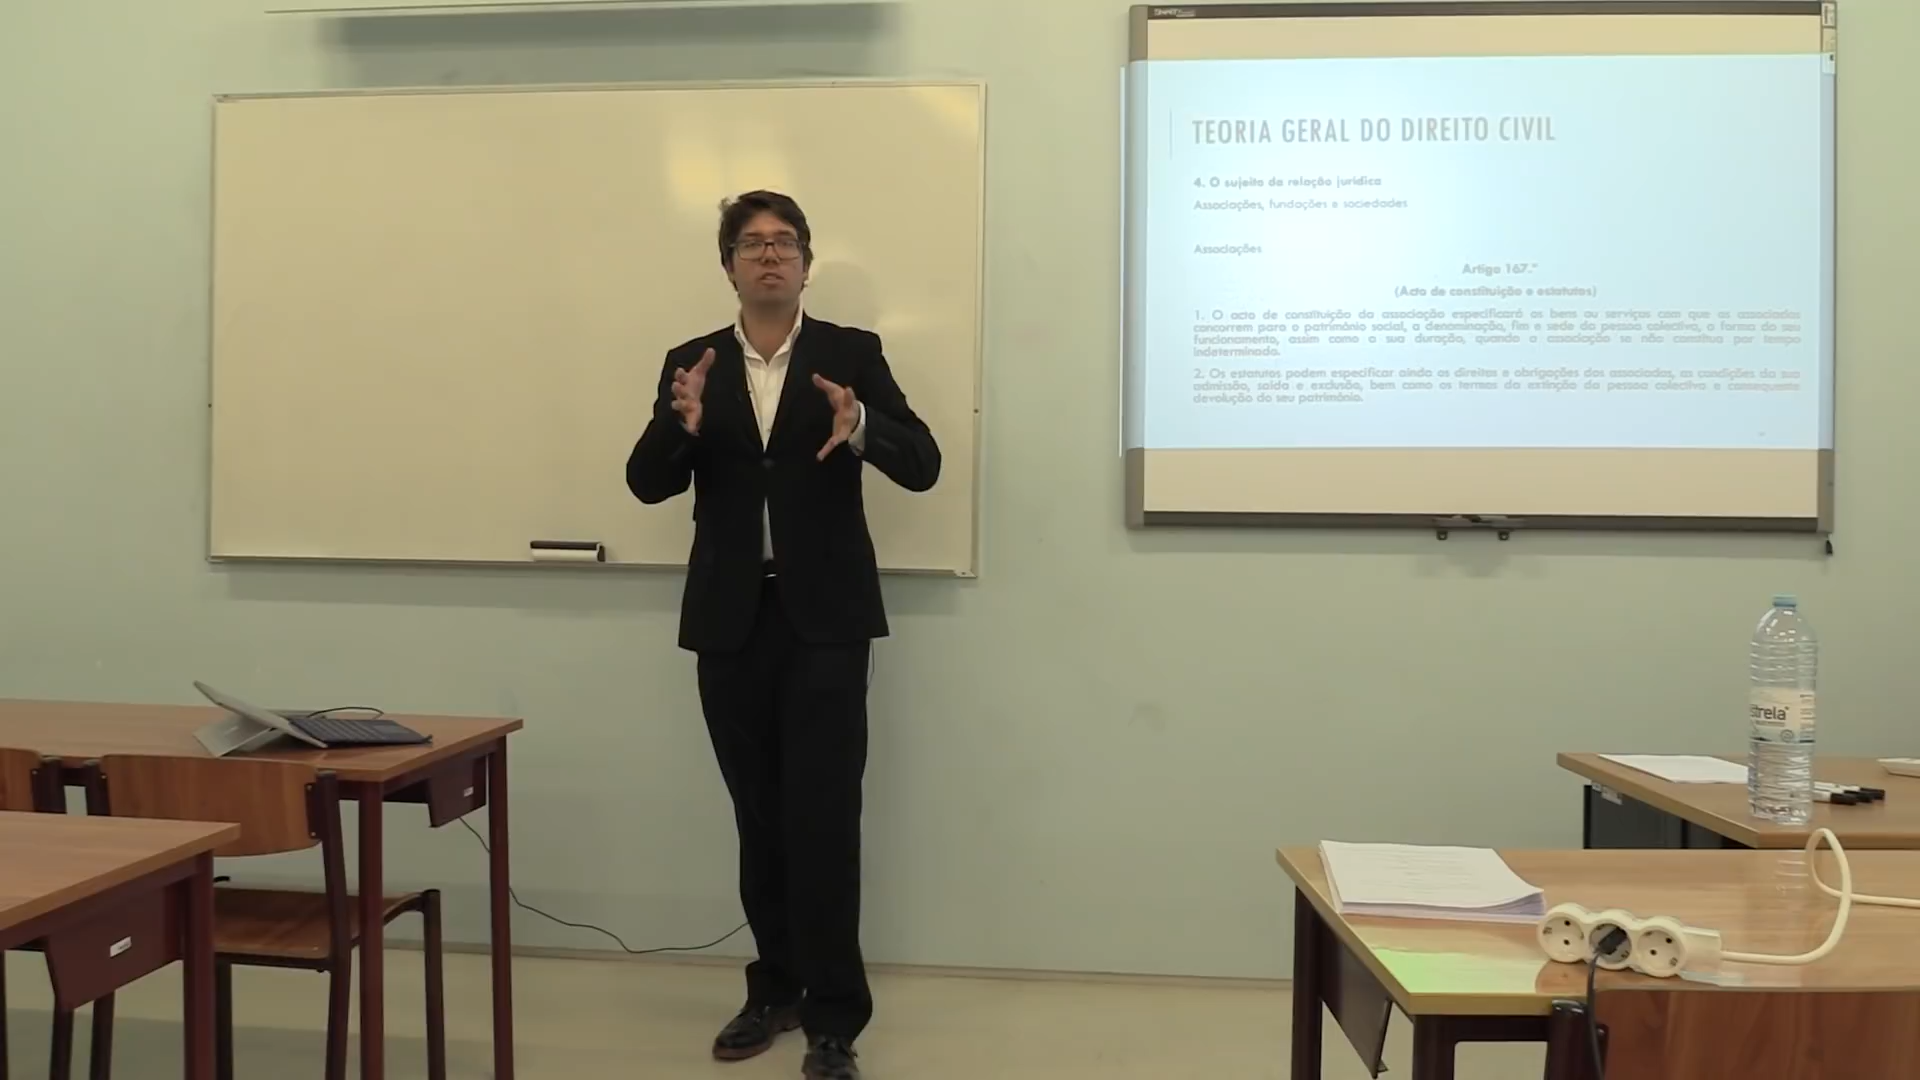 SMART
TEORIA GERAL DO DIREITO CIVIL
4. O sujeito da relação jurídica
Associações, fundações e sociedades
Associações
Artigo 167.º
(Acto de constituição e estatutos)
1. O acto de constituição da associação especificará os bens ou serviços com que os associados
concorrem para o património social, a denominação, fim e sede da pessoa colectiva, a forma do seu
funcionamento, assim como a sua duração, quando a associação se não constitua por tempo
indeterminado.
2. Os estatutos podem especificar ainda os direitos e obrigações dos associados, as condições da sua
admissão, saída e exclusão, bem como os termos da extinção da pessoa colectiva e consequente
devolução do seu património.
strela